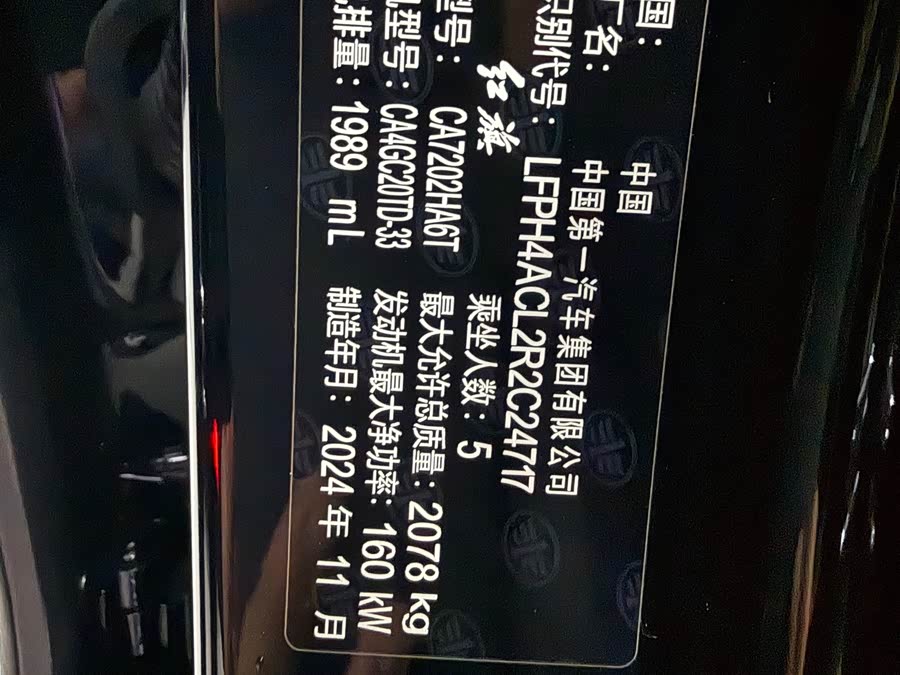 国：中国
厂名：中国第一汽车集团有限公司
识别代号：LFPH4ACL2R2C24717
红旗 乘坐人数：5
型号：CA7202HA6T 最大允许总质量：2078 kg
机型号：CA4GC20TD-33 发动机最大净功率：160 kW
排量：1989 mL 制造年月：2024 年 11 月